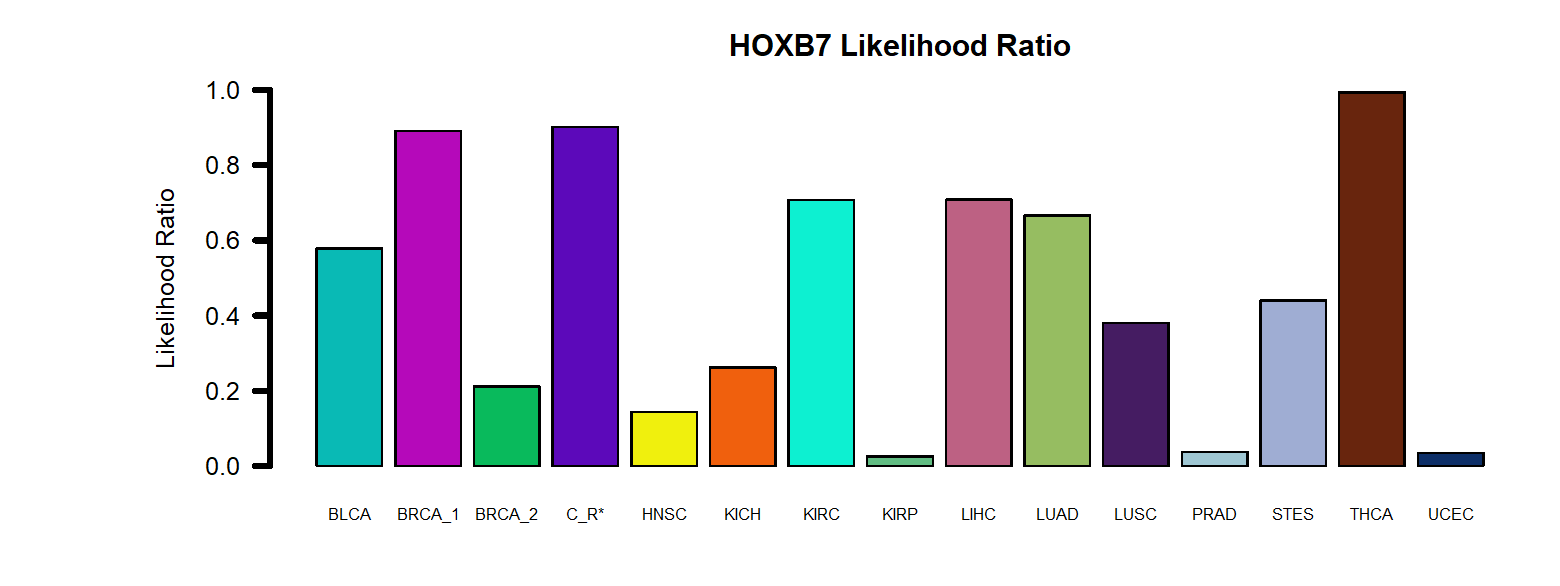 HOXB7 Likelihood Ratio
1.0
0.8
0.6
0.4
0.2
0.0
Likelihood Ratio
BLCA BRCA_1 BRCA_2 C_R* HNSC KICH KIRC KIRP LIHC LUAD LUSC PRAD STES THCA UCEC